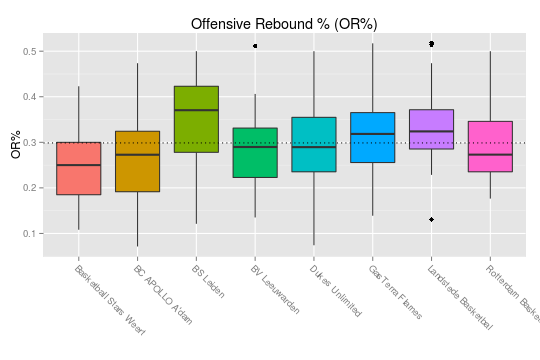 Offensive Rebound % (OR%)
OR%
0.5
0.4
0.3
0.2
0.1
Basketball Stars Weert
BC APOLLO A'dam
BS Leiden
BV Leeuwarden
Dukes Unlimited
GasTerra Flames
Landstede Basketbal
Rotterdam Baske